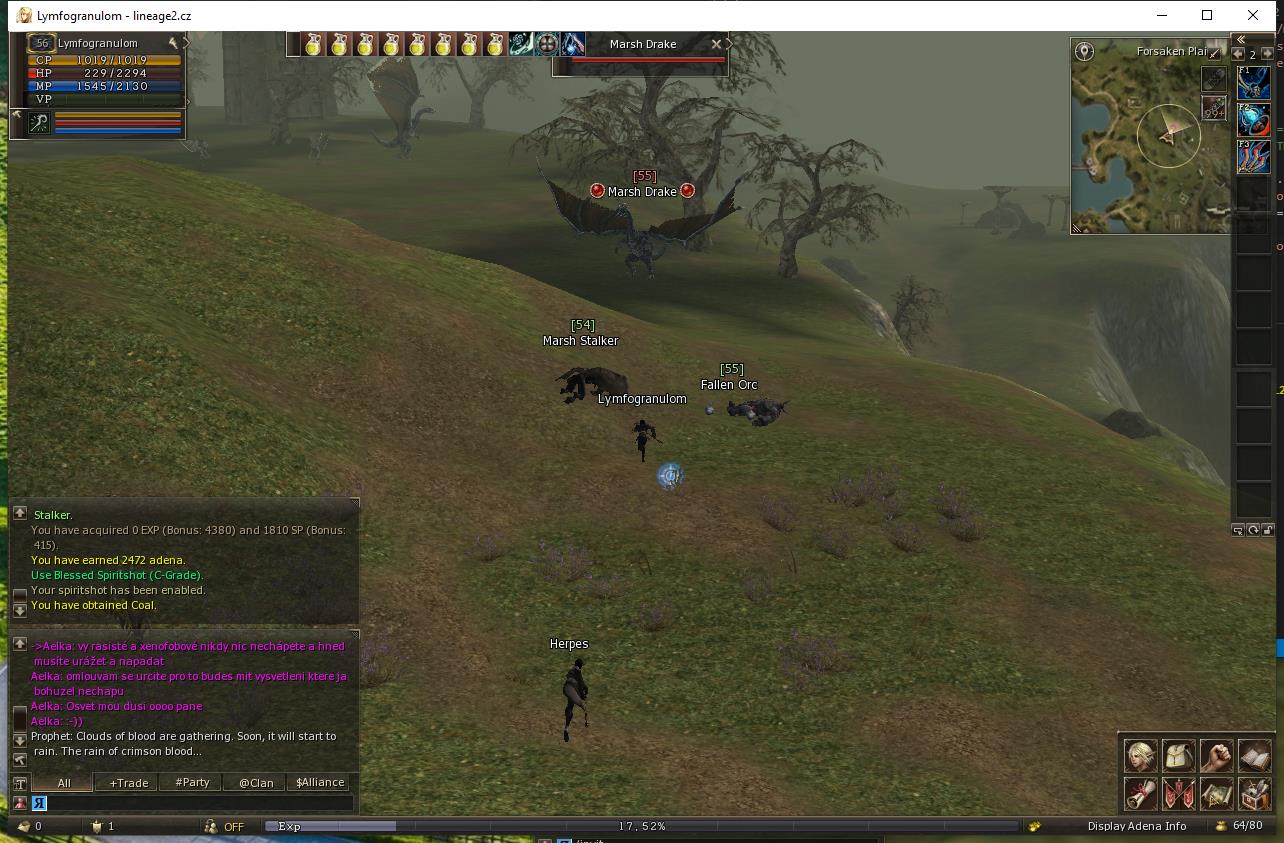 Lymfogranulom - lineage2.cz
56 Lymfogranulom
CP 1019/1019
HP 229/2294
MP 1545/2130
VP
Marsh Drake
Forsaken Plai
2
99+
F1
F2
F3
[55]
Marsh Drake
[54]
Marsh Stalker
[55]
Fallen Orc
Lymfogranulom
Herpes
Stalker.
You have acquired 0 EXP (Bonus: 4380) and 1810 SP (Bonus:
415).
You have earned 2472 adena.
Use Blessed Spiritshot (C-Grade).
Your spiritshot has been enabled.
You have obtained Coal.
->Aelka: vy rasisté a xenofobové nikdy nic nechápete a hned
musíte urážet a napadat
Aelka: omlouvam se urcite pro to budes mit vysvetleni ktere ja
bohuzel nechapu
Aelka: Osvet mou dusi oooo pane
Aelka: :-))
Prophet: Clouds of blood are gathering. Soon, it will start to
rain. The rain of crimson blood...
All +Trade #Party @Clan $Alliance
Я
0 1 OFF Exp 17,52% Display Adena Info 64/80